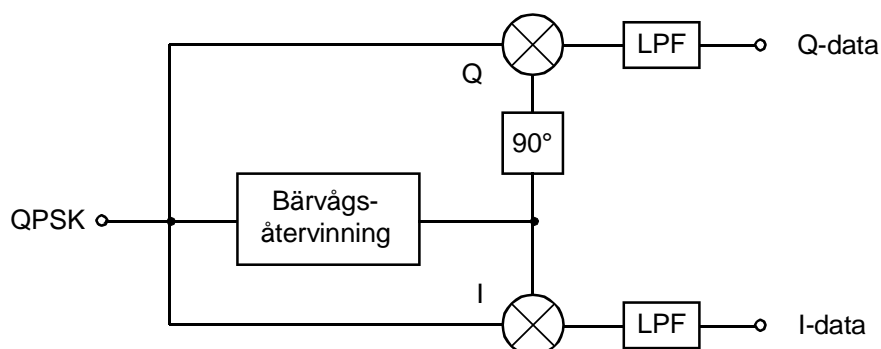 LPF
Q-data
Q
90°
Bärvågs-
återvinning
QPSK
I
LPF
I-data